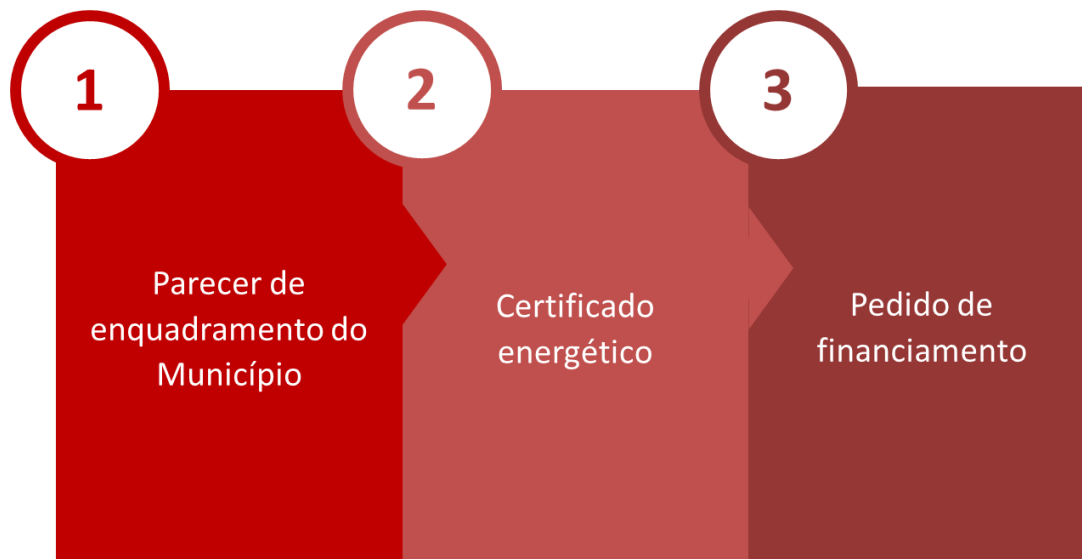 1
Parecer de
enquadramento do
Município
2
Certificado
energético
3
Pedido de
financiamento